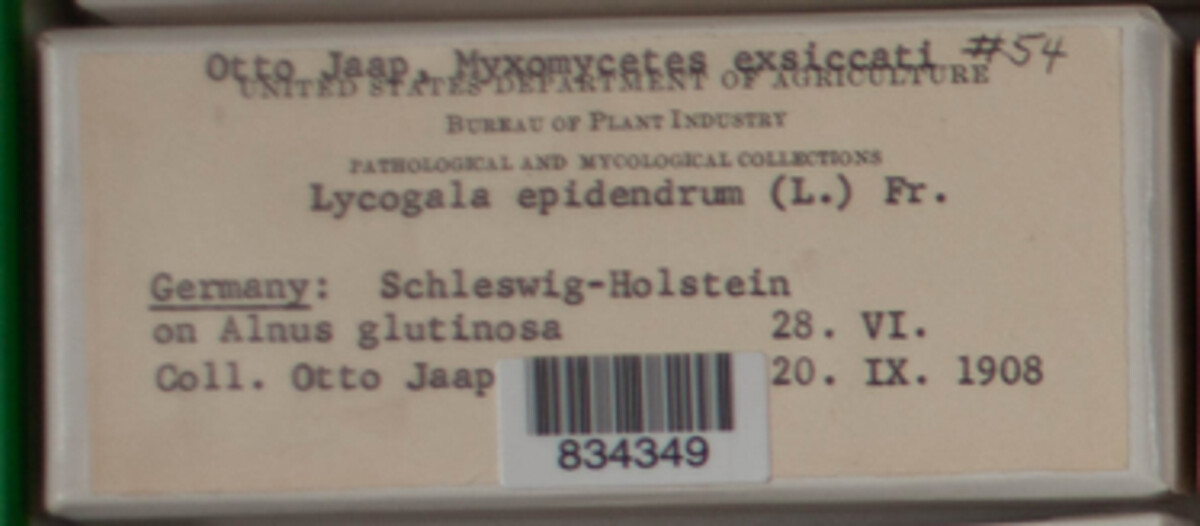 Otto Jaap, Myxomycetes exsiccati #54
UNITED STATES DEPARTMENT OF AGRICULTURE
BUREAU OF PLANT INDUSTRY
PATHOLOGICAL AND MYCOLOGICAL COLLECTIONS
Lycogala epidendrum (L.) Fr.
Germany: Schleswig-Holstein
on Alnus glutinosa 28. VI.
Coll. Otto Jaap 20. IX. 1908
834349